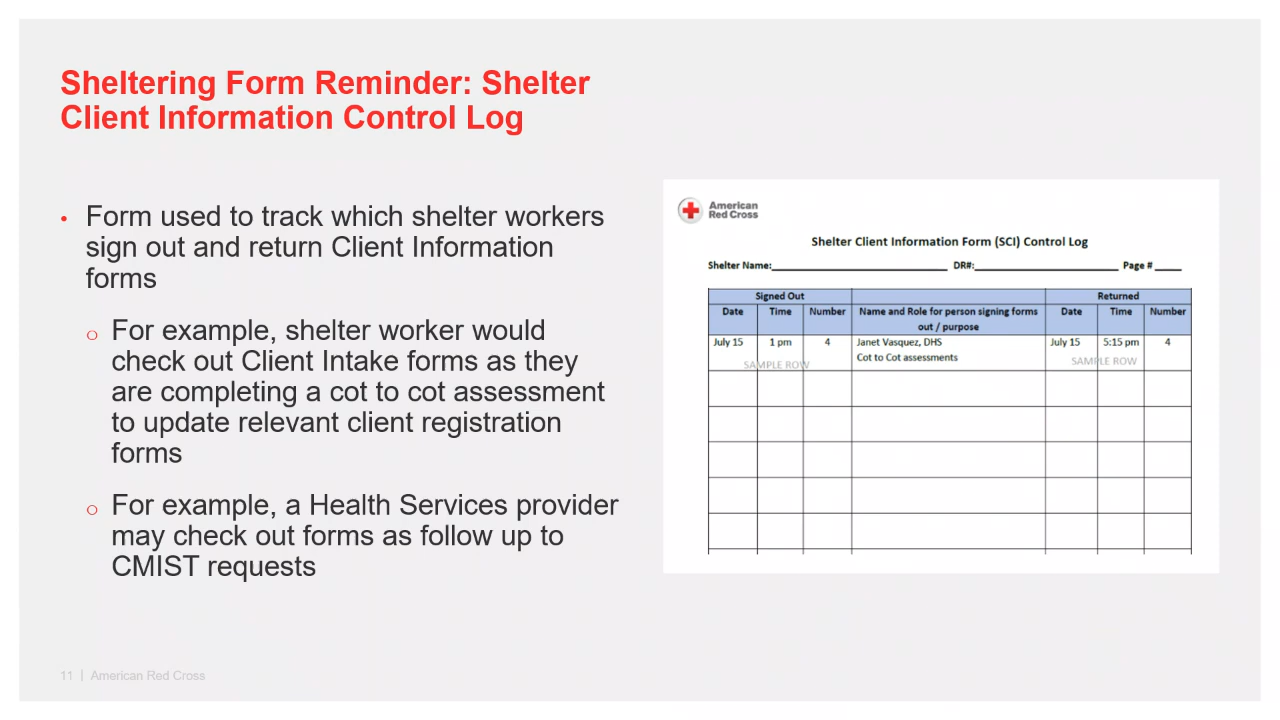 Sheltering Form Reminder: Shelter
Client Information Control Log
• Form used to track which shelter workers
sign out and return Client Information
forms
o For example, shelter worker would
check out Client Intake forms as they
are completing a cot to cot assessment
to update relevant client registration
forms
o For example, a Health Services provider
may check out forms as follow up to
CMIST requests
American
Red Cross
Shelter Client Information Form (SCI) Control Log
Shelter Name:____ DR#:____ Page #____
Signed Out Returned
Date Time Number Name and Role for person signing forms Date Time Number
out / purpose
July 15 1 pm 4 Janet Vasquez, DHS July 15 5:15 pm 4
Cot to Cot assessments
SAMPLE ROW SAMPLE ROW
11 | American Red Cross